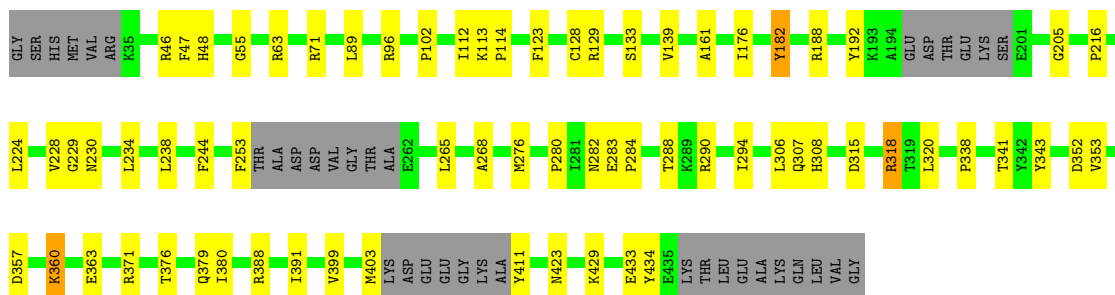 GLY SER HIS MET VAL ARG K35 R46 F47 H48 G55 R63 R71 L89 R96 P102 I112 K113 P114 F123 C128 R129 S133 V139 A161 I176 Y182 R188 Y192 K193 A194 GLU ASP THR GLU LYS SER E201 G205 P216
L224 V228 G229 N230 L234 L238 F244 F253 THR ALA ASP ASP VAL GLY THR ALA E262 L265 A268 M276 P280 I281 N282 E283 P284 T288 K289 R290 I294 L306 Q307 H308 D315 R318 T319 L320 P338 T341 Y342 Y343 D352 V353
D357 K360 E363 R371 T376 Q379 I380 R388 I391 V399 M403 LYS ASP GLU GLU GLY LYS ALA Y411 N423 K429 E433 Y434 E435 LYS THR LEU GLU ALA LYS GLN LEU VAL GLY